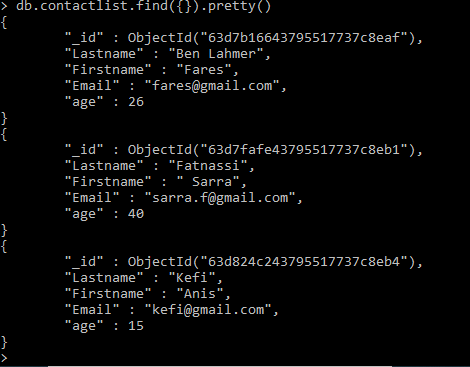 > db.contactlist.find({}).pretty()
{
"_id" : ObjectId("63d7b16643795517737c8eaf"),
"Lastname" : "Ben Lahmer",
"Firstname" : "Fares",
"Email" : "fares@gmail.com",
"age" : 26
}
{
"_id" : ObjectId("63d7fafe43795517737c8eb1"),
"Lastname" : "Fatnassi",
"Firstname" : " Sarra",
"Email" : "sarra.f@gmail.com",
"age" : 40
}
{
"_id" : ObjectId("63d824c243795517737c8eb4"),
"Lastname" : "Kefi",
"Firstname" : "Anis",
"Email" : "kefi@gmail.com",
"age" : 15
}
>